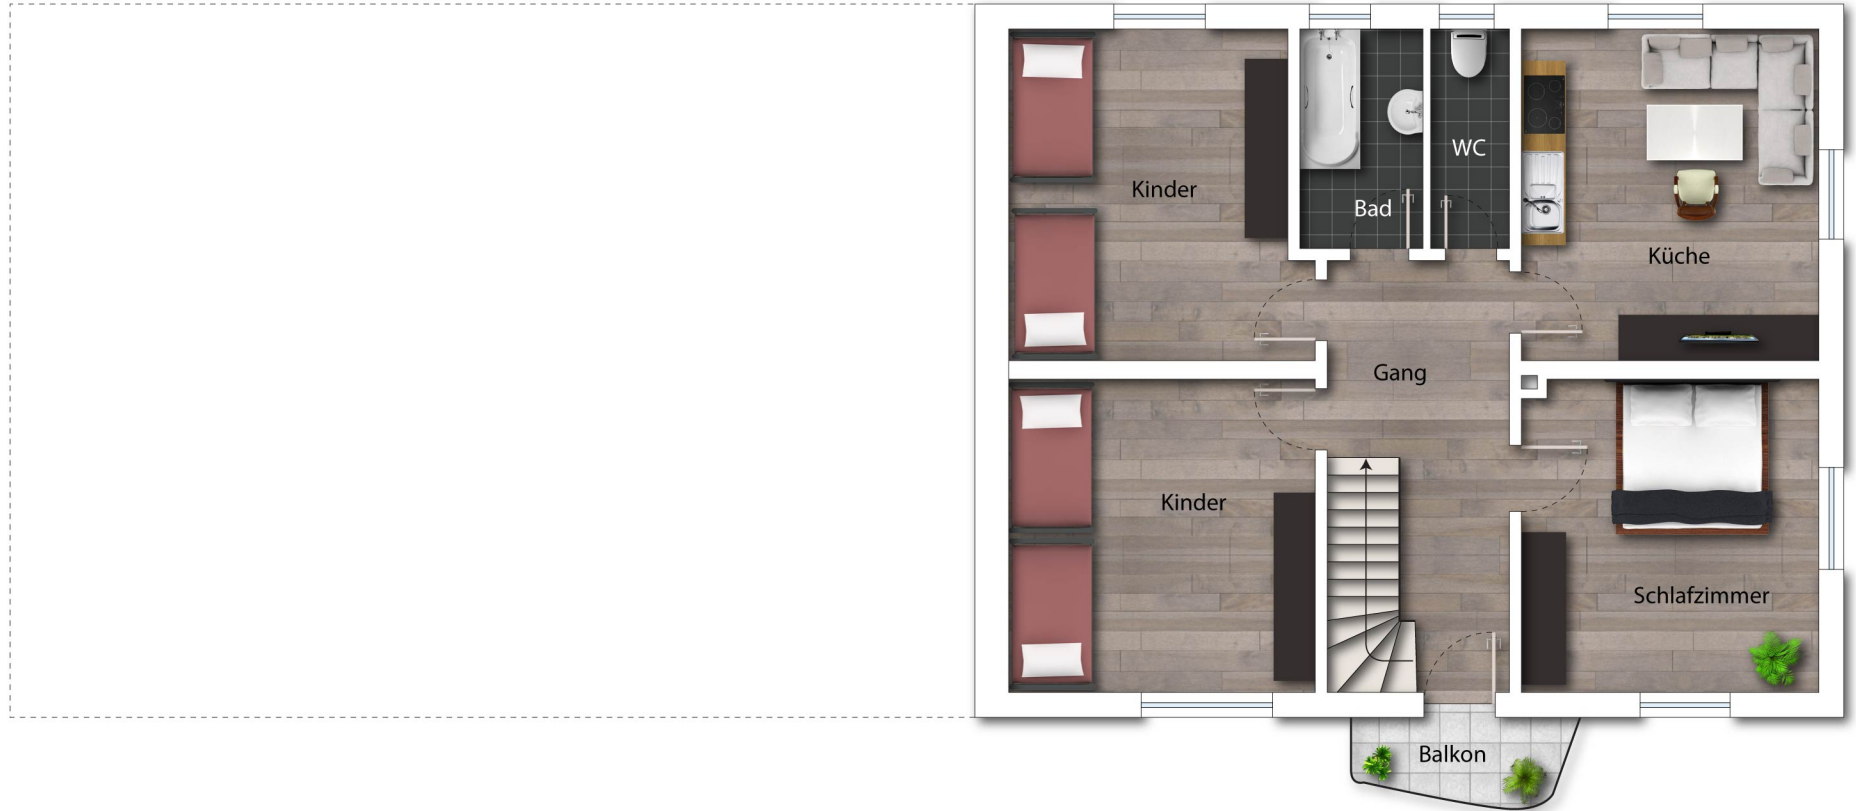 WC
Kinder
Bad
Küche
Gang
Kinder
Schlafzimmer
Balkon